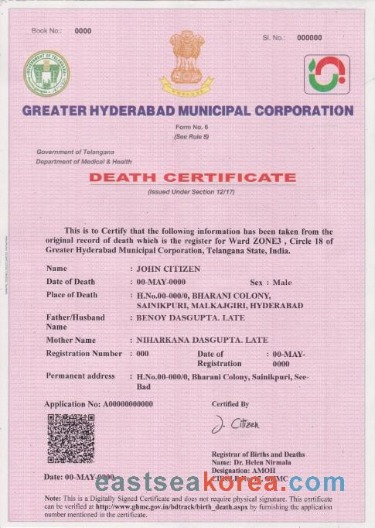 Book No.: 0000
Sl. No.: 000000
GREATER HYDERABAD MUNICIPAL CORPORATION
Form No. 6
(See Rule 8)
Government of Telangana
Department of Medical & Health
DEATH CERTIFICATE
(Issued Under Section 12/17)
This is to Certify that the following information has been taken from the
original record of death which is the register for Ward ZONE3 , Circle 18 of
Greater Hyderabad Municipal Corporation, Telangana State, India.
Name : JOHN CITIZEN
Date of Death : 00-MAY-0000 Sex : Male
Place of Death : H.No.00-000/0, BHARANI COLONY,
SAINIKPURI, MALKAJGIRI, HYDERABAD
Father/Husband : BENOY DASGUPTA. LATE
Name
Mother Name : NIHARKANA DASGUPTA. LATE
Registration Number : 000 Date of : 00-MAY-
Registration 0000
Permanent address : H.No.00-000/0, Bharani Colony, Sainikpuri, See-
Bad
Application No: A00000000000 Certified By
J. Citizen
Registrar of Births and Deaths
Name: Dr. Helen Nirmala
Designation: AMOH
Date: 00-MAY-0000 GHMC
eastseakorea.com
Note: This is a Digitally Signed Certificate and does not require physical signature. This certificate
can be verified at http://www.ghmc.gov.in/bdtrack/birth_death.aspx by furnishing the application
number mentioned in the certificate.